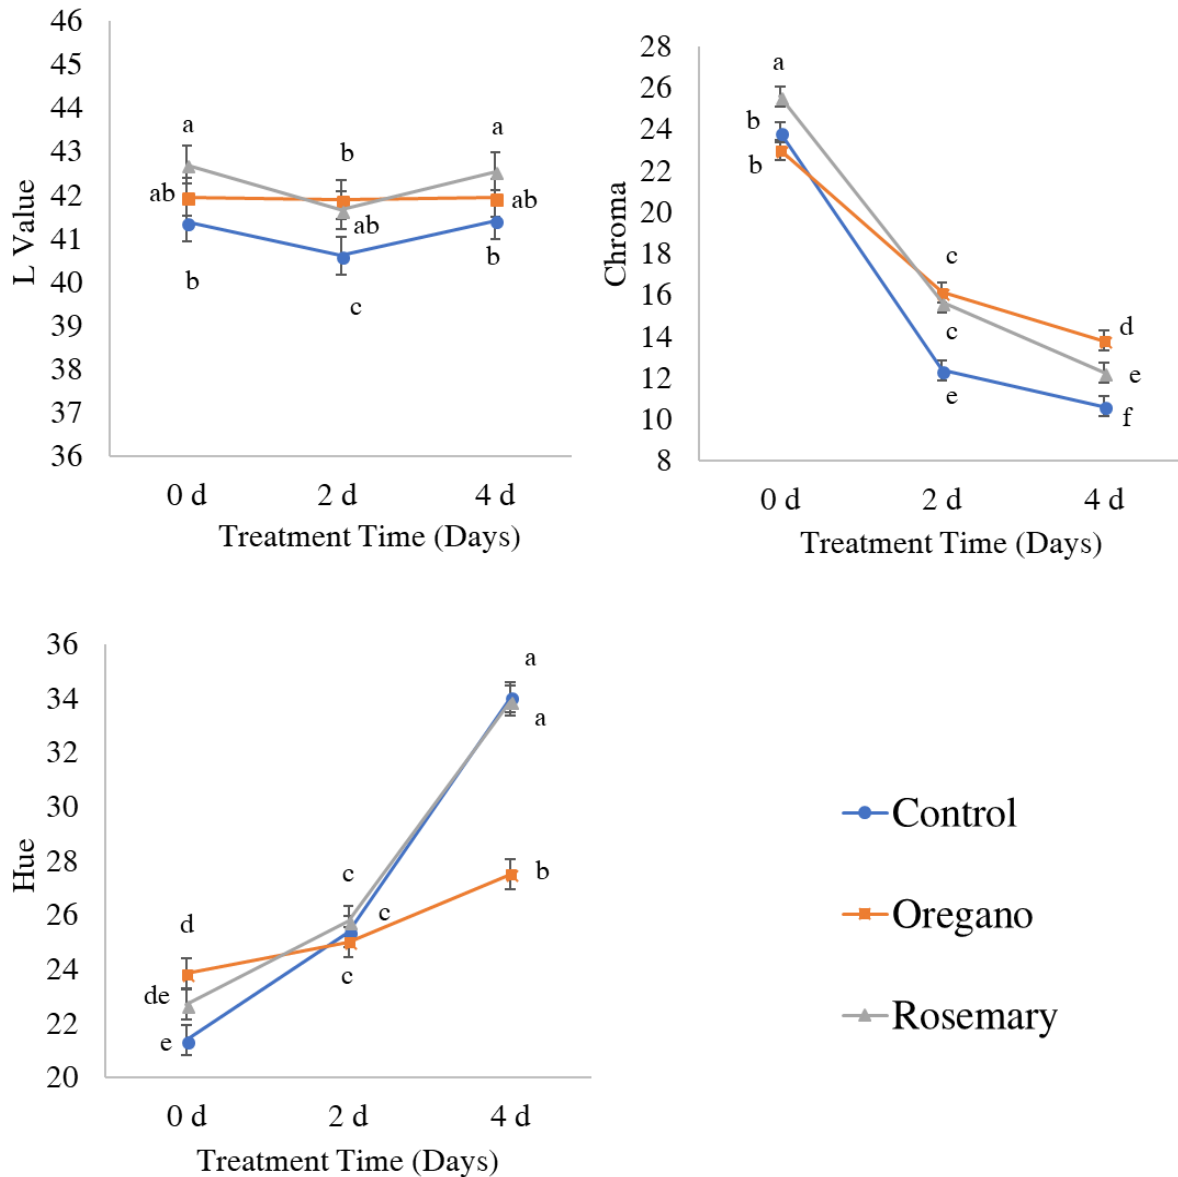 46
45
44
43
42
41
40
39
38
37
36
L Value
a
ab
b
b
ab
c
a
ab
b
0 d 2 d 4 d
Treatment Time (Days)
28
26
24
22
20
18
16
14
12
10
8
Chroma
a
b
b
c
c
e
d
e
f
0 d 2 d 4 d
Treatment Time (Days)
36
34
32
30
28
26
24
22
20
Hue
d
de
e
c
c
c
a
a
b
0 d 2 d 4 d
Treatment Time (Days)
Control
Oregano
Rosemary